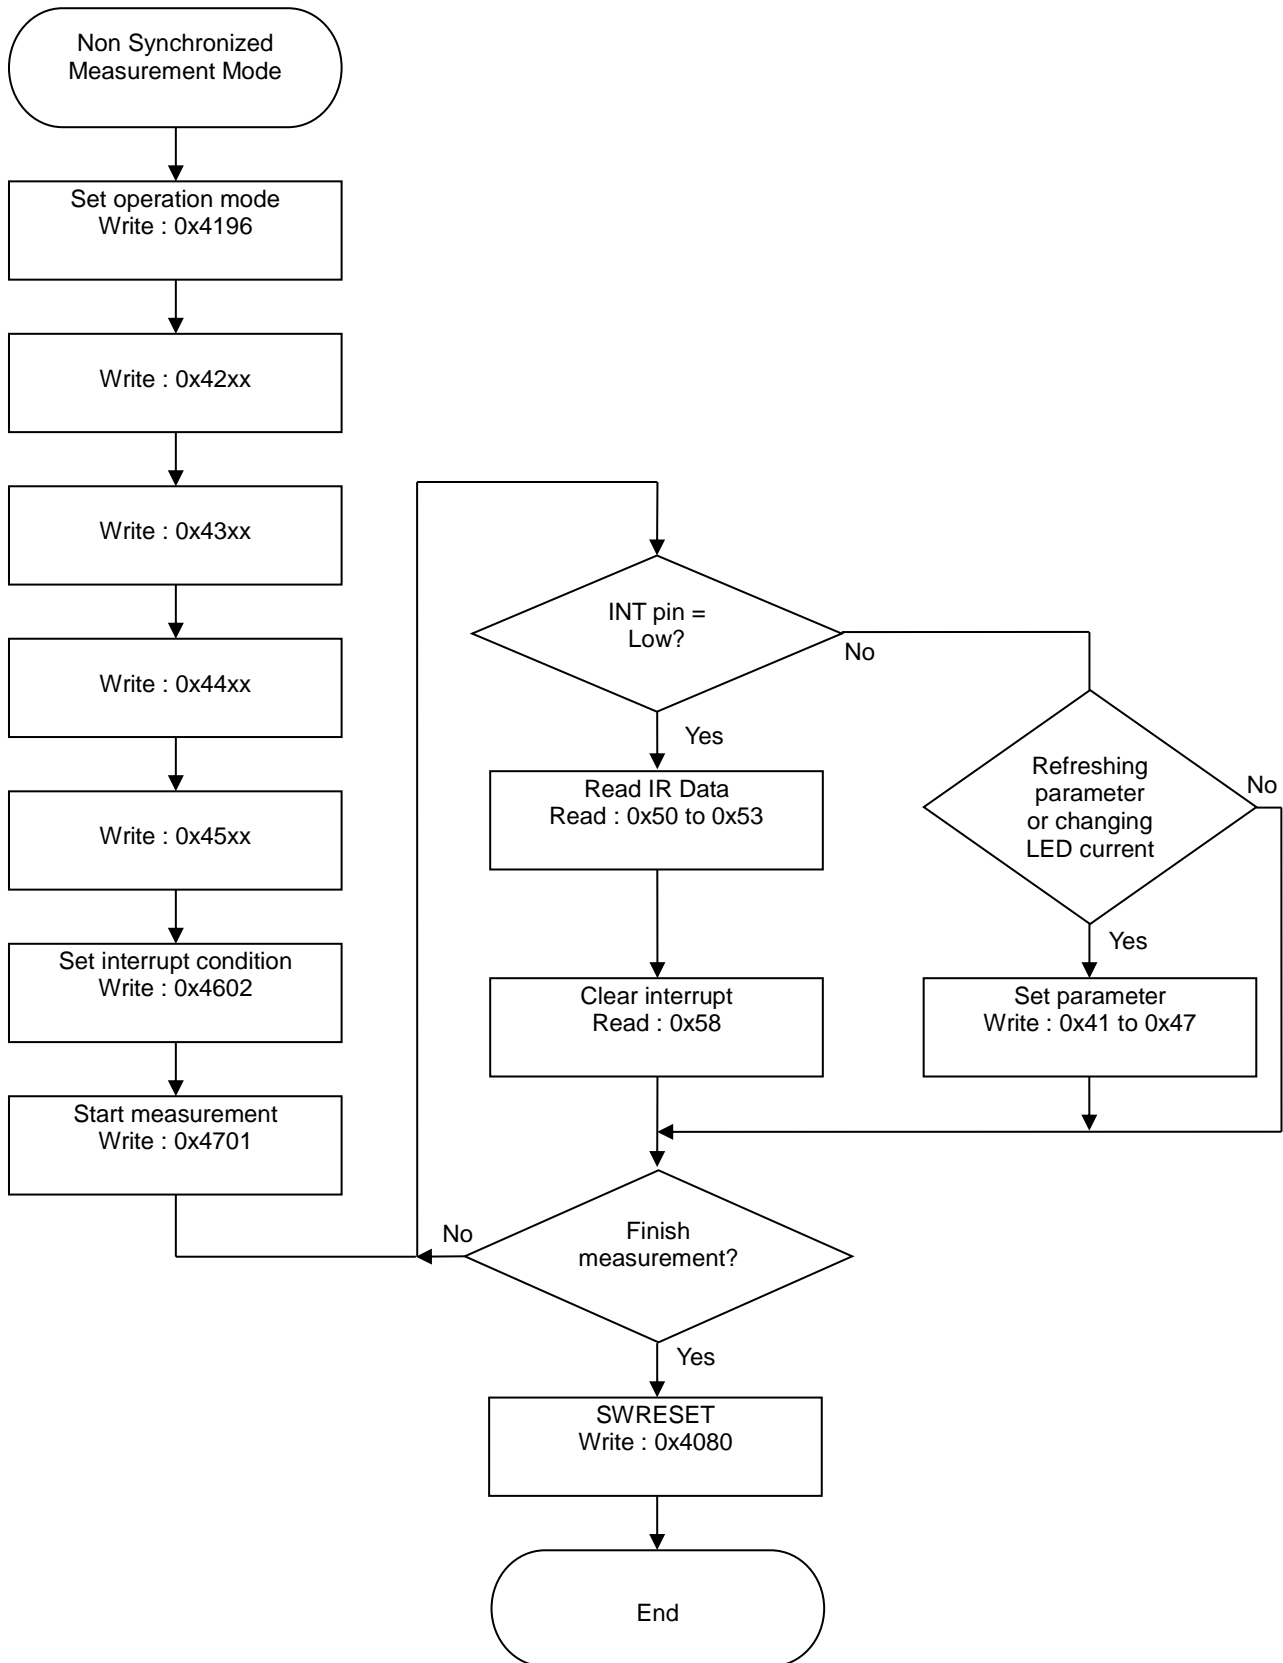 Non Synchronized
Measurement Mode
Set operation mode
Write : 0x4196
Write : 0x42xx
Write : 0x43xx
Write : 0x44xx
Write : 0x45xx
Set interrupt condition
Write : 0x4602
Start measurement
Write : 0x4701
INT pin =
Low?
No
Yes
Read IR Data
Read : 0x50 to 0x53
Clear interrupt
Read : 0x58
Refreshing
parameter
or changing
LED current
No
Yes
Set parameter
Write : 0x41 to 0x47
Finish
measurement?
No
Yes
SWRESET
Write : 0x4080
End